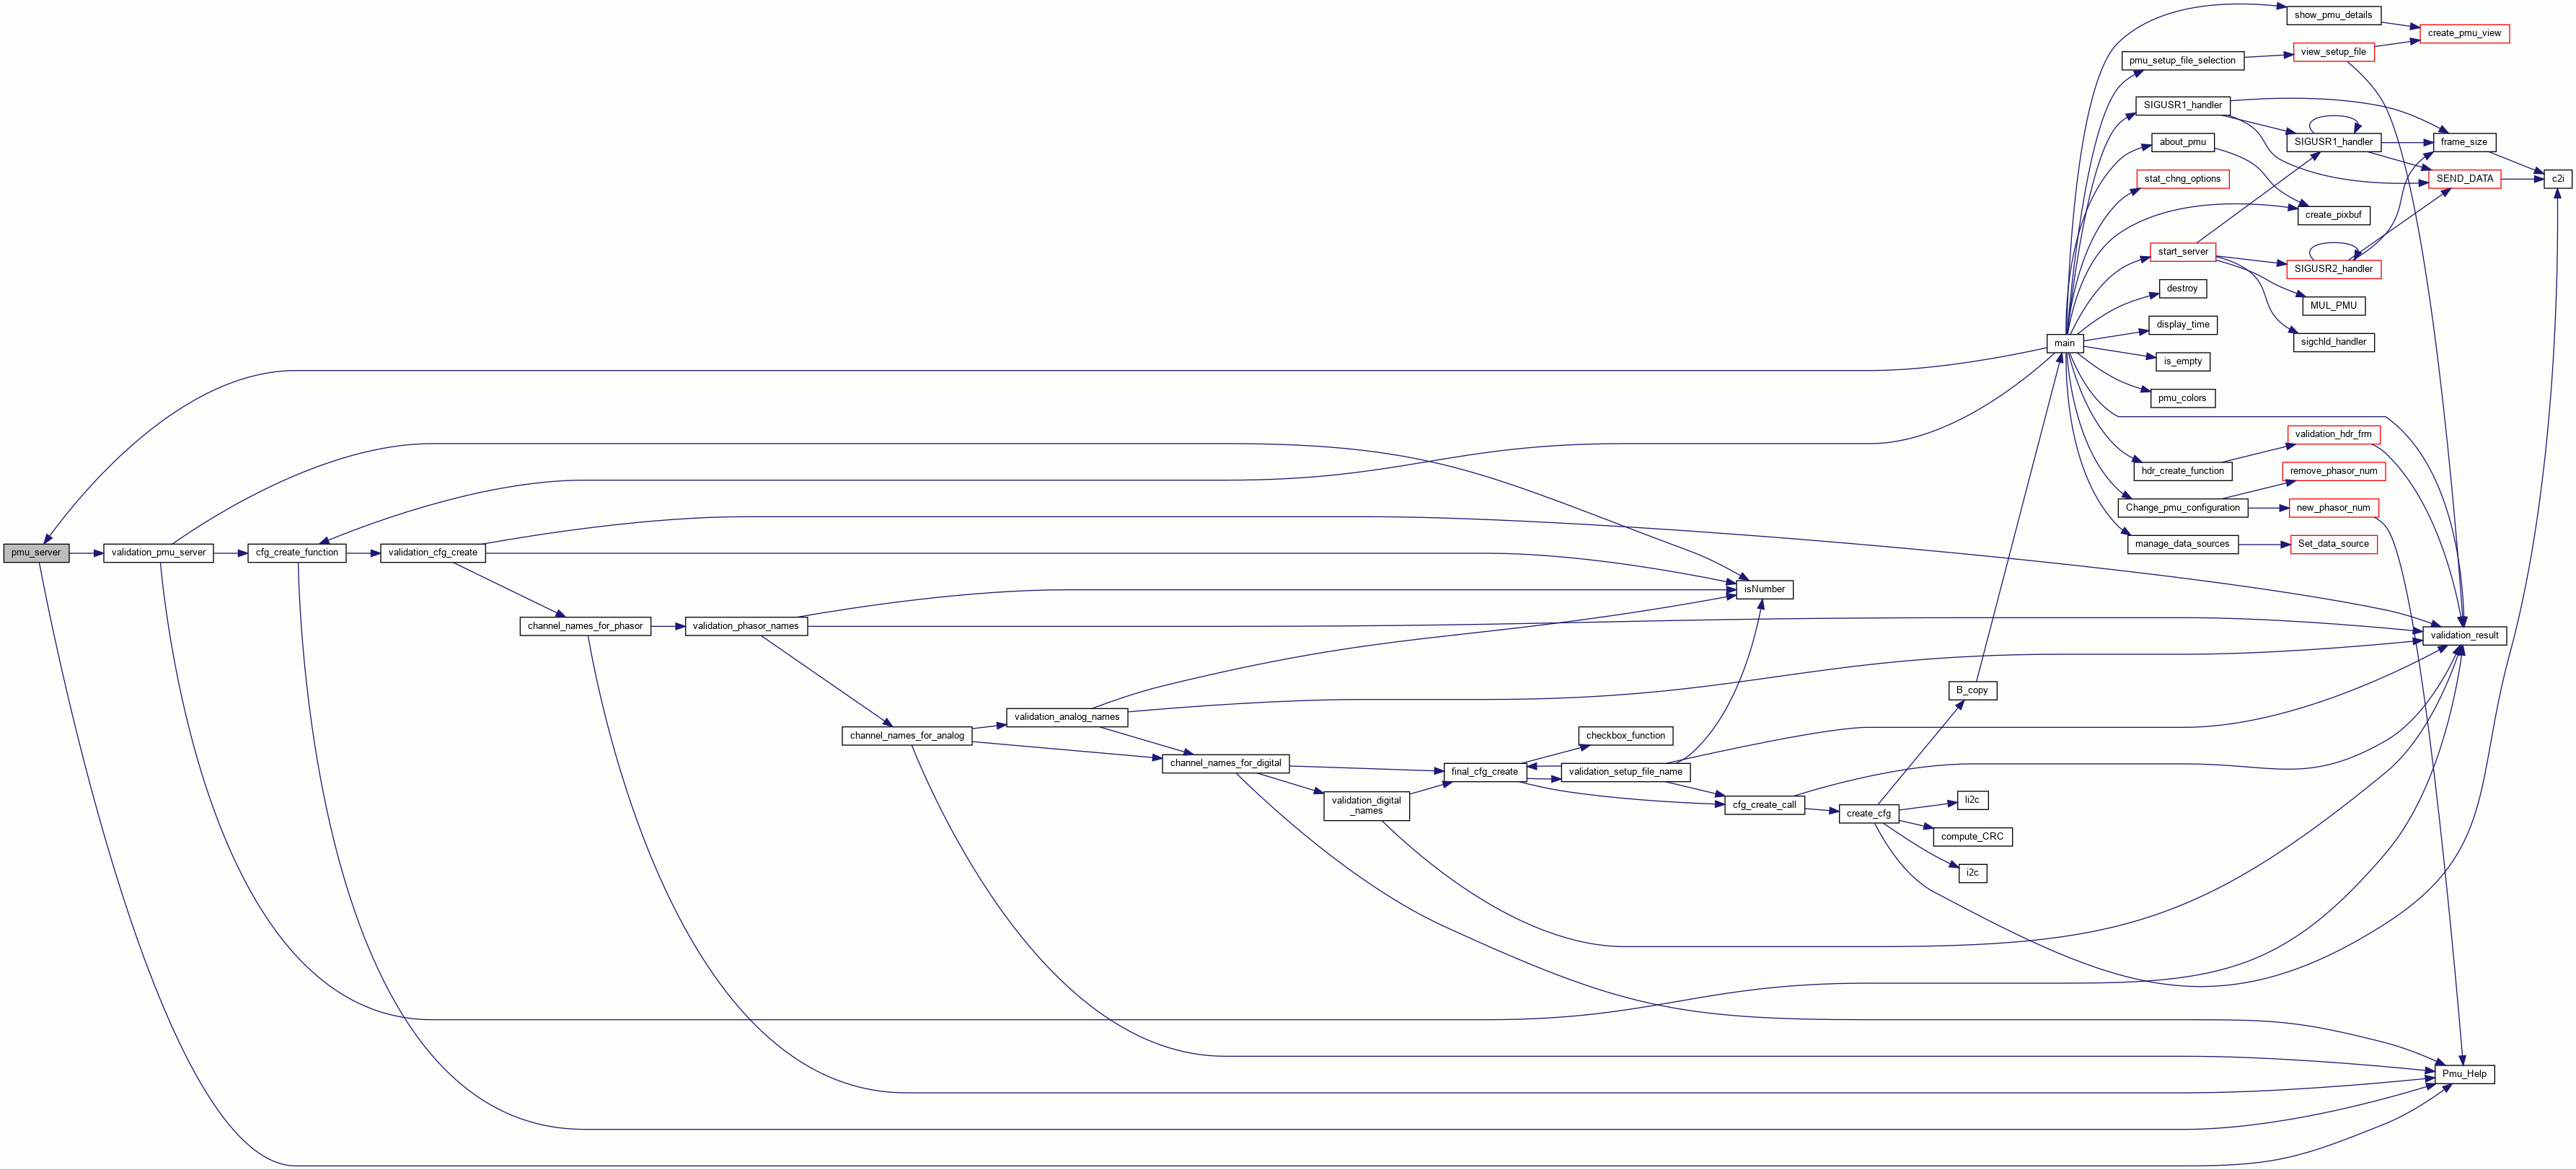 show_pmu_details
create_pmu_view
view_setup_file
pmu_setup_file_selection
SIGUSR1_handler
about_pmu
SIGUSR1_handler
frame_size
stat_chng_options
SEND_DATA
c2i
create_pixbuf
start_server
SIGUSR2_handler
destroy
MUL_PMU
display_time
main
sigchld_handler
is_empty
pmu_colors
validation_hdr_frm
hdr_create_function
remove_phasor_num
Change_pmu_configuration
new_phasor_num
manage_data_sources
Set_data_source
pmu_server
validation_pmu_server
cfg_create_function
validation_cfg_create
isNumber
channel_names_for_phasor
validation_phasor_names
validation_result
B_copy
validation_analog_names
channel_names_for_analog
checkbox_function
channel_names_for_digital
final_cfg_create
validation_setup_file_name
validation_digital
_names
cfg_create_call
create_cfg
li2c
compute_CRC
i2c
Pmu_Help